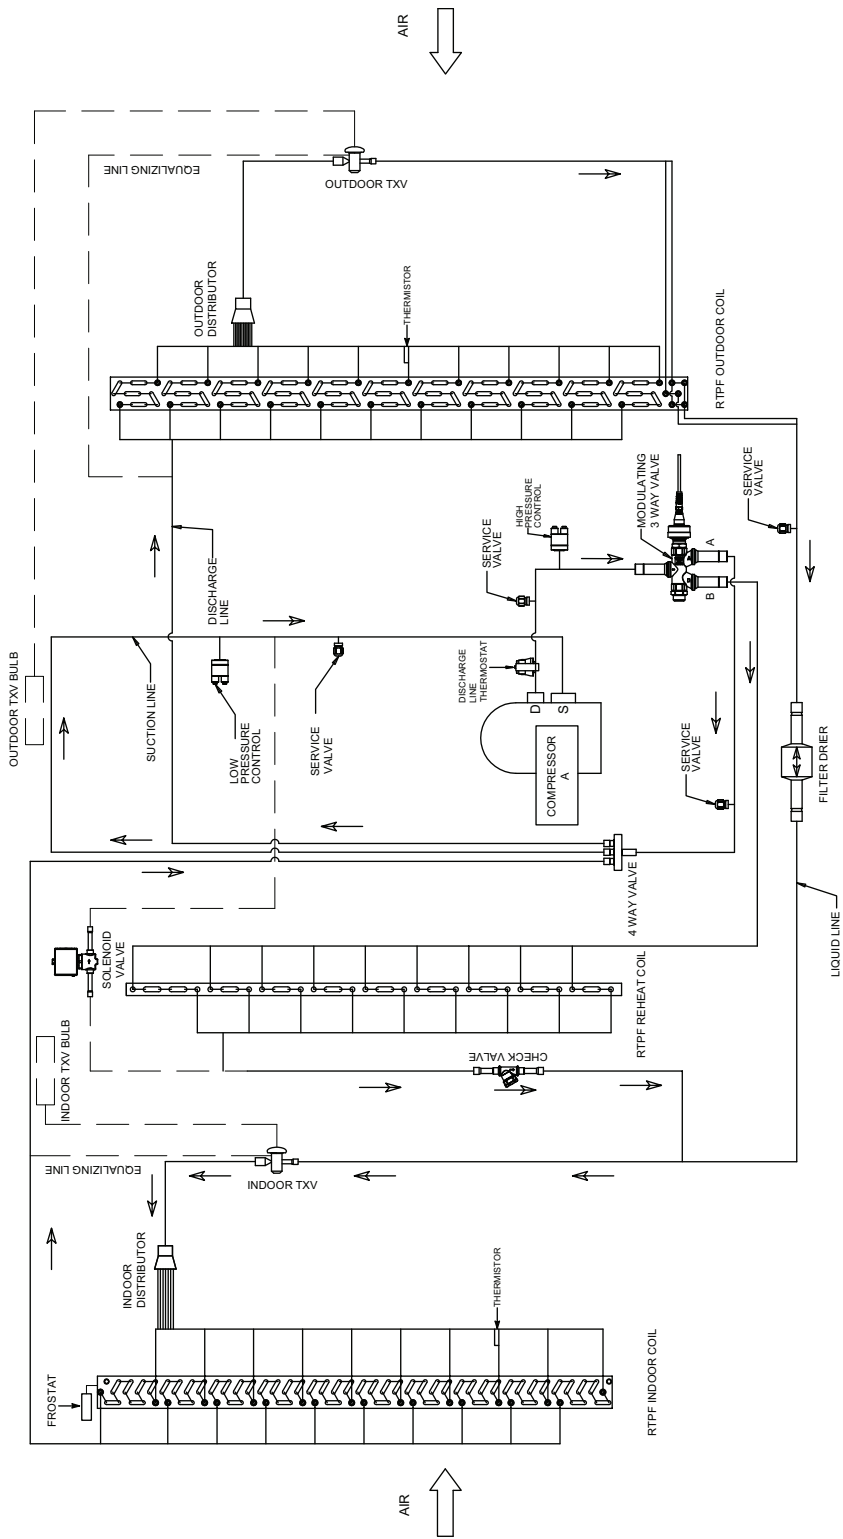 AIR
EQUALIZING LINE
OUTDOOR TXV
OUTDOOR
DISTRIBUTOR
THERMISTOR
RTPF OUTDOOR COIL
DISCHARGE
LINE
SERVICE
VALVE
HIGH
PRESSURE
CONTROL
MODULATING
3 WAY VALVE
A
B
SERVICE
VALVE
OUTDOOR TXV BULB
SUCTION LINE
LOW
PRESSURE
CONTROL
SERVICE
VALVE
DISCHARGE
LINE
THERMOSTAT
D
S
COMPRESSOR
A
SERVICE
VALVE
FILTER DRIER
4 WAY VALVE
SOLENOID
VALVE
RTPF REHEAT COIL
LIQUID LINE
INDOOR TXV BULB
CHECK VALVE
EQUALIZING LINE
INDOOR TXV
INDOOR
DISTRIBUTOR
THERMISTOR
FROSTAT
RTPF INDOOR COIL
AIR